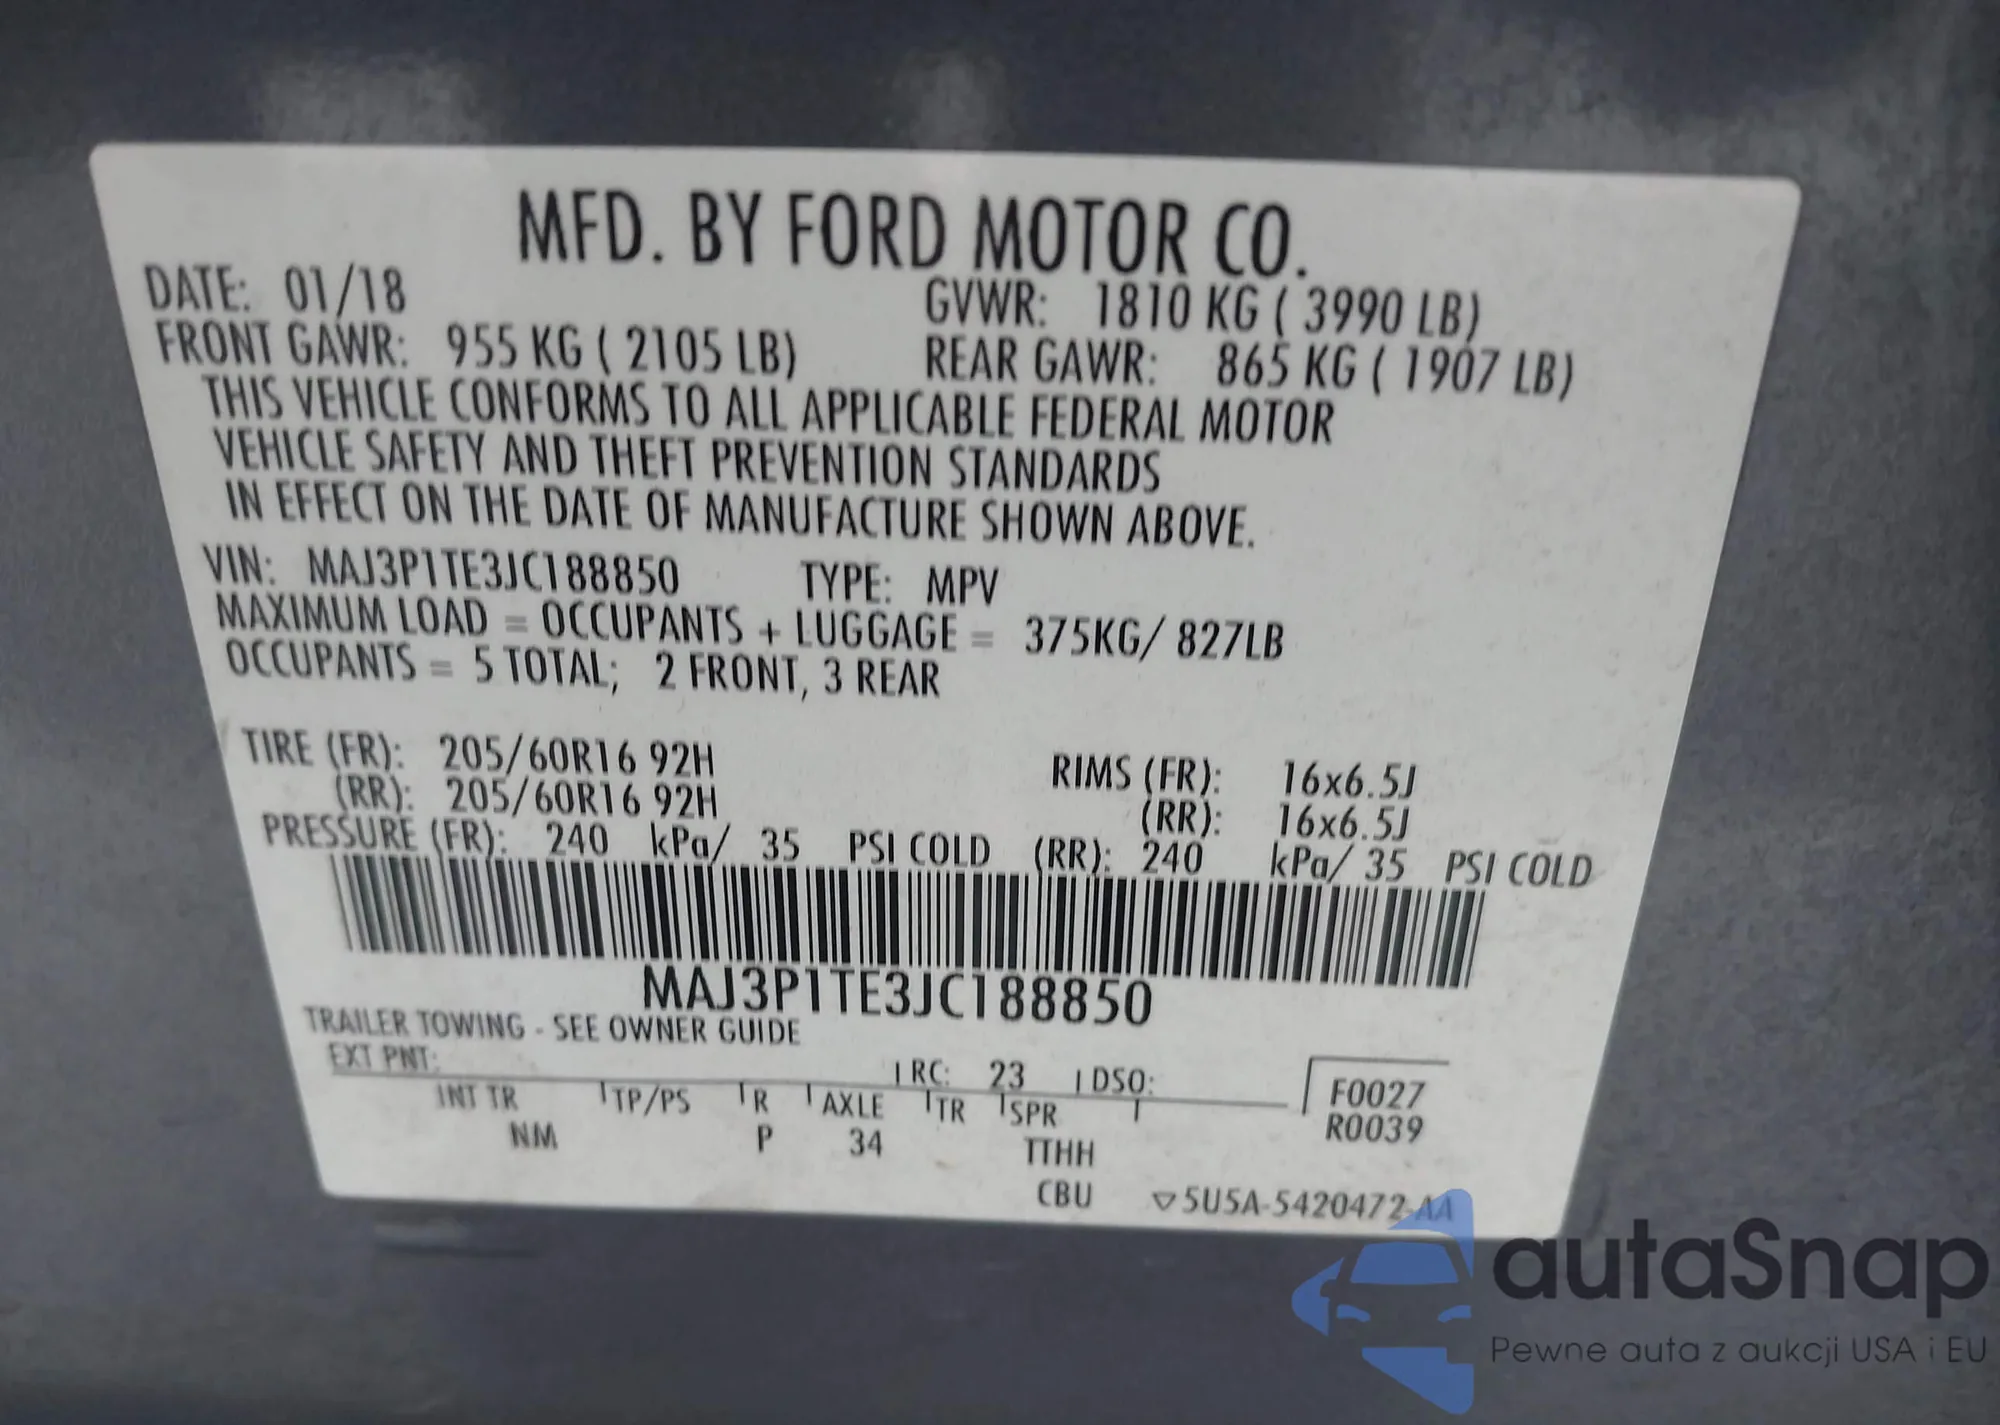 MFD. BY FORD MOTOR CO.
DATE: 01/18 GVWR: 1810 KG ( 3990 LB)
FRONT GAWR: 955 KG ( 2105 LB) REAR GAWR: 865 KG ( 1907 LB)
THIS VEHICLE CONFORMS TO ALL APPLICABLE FEDERAL MOTOR
VEHICLE SAFETY AND THEFT PREVENTION STANDARDS
IN EFFECT ON THE DATE OF MANUFACTURE SHOWN ABOVE.
VIN: MAJ3P1TE3JC188850 TYPE: MPV
MAXIMUM LOAD = OCCUPANTS + LUGGAGE = 375KG/ 827LB
OCCUPANTS = 5 TOTAL; 2 FRONT, 3 REAR
TIRE (FR): 205/60R16 92H RIMS (FR): 16x6.5J
(RR): 205/60R16 92H (RR): 16x6.5J
PRESSURE (FR): 240 kPa/ 35 PSI COLD (RR): 240 kPa/ 35 PSI COLD
MAJ3P1TE3JC188850
TRAILER TOWING - SEE OWNER GUIDE
EXT PNT: RC: 23 DSO: F0027
INT TR TP/PS R AXLE TR SPR R0039
NM P 34 TTHH
CBU ▽5U5A-5420472-AA
autaSnap
Pewne auta z aukcji USA i EU